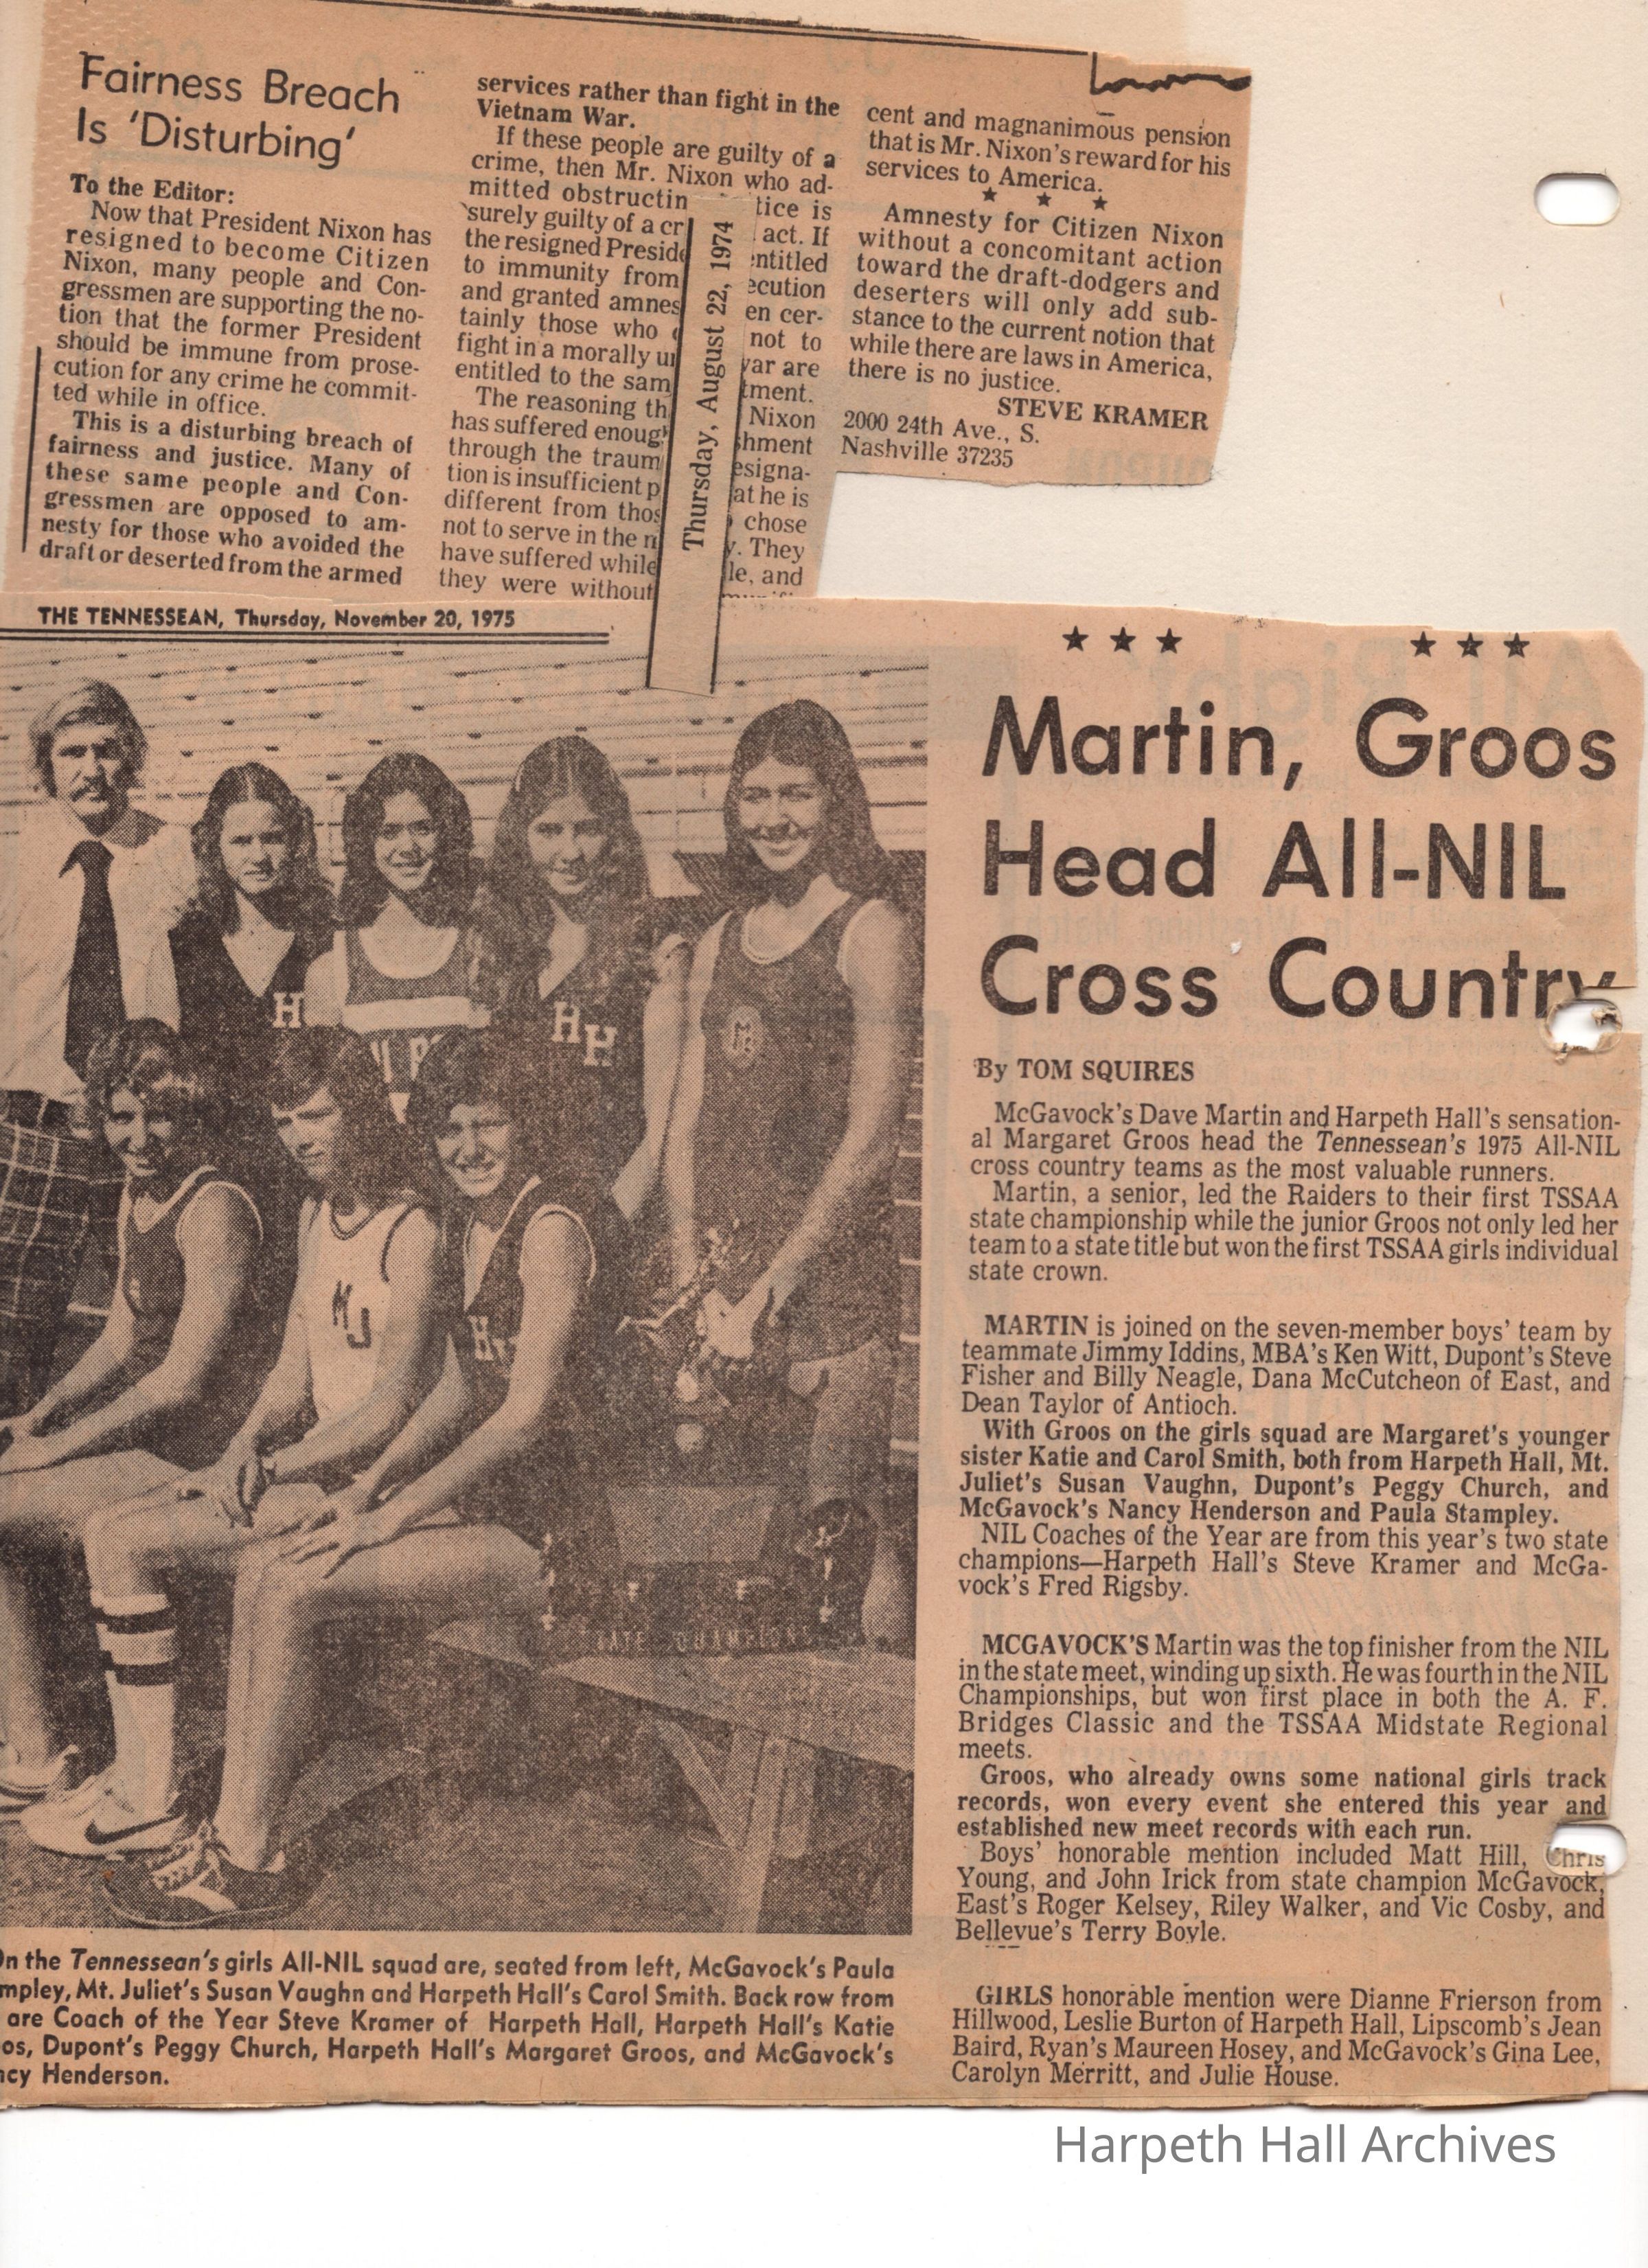 Fairness Breach
Is 'Disturbing'
To the Editor:
Now that President Nixon has
resigned to become Citizen
Nixon, many people and Con-
gressmen are supporting the no-
tion that the former President
should be immune from prose-
cution for any crime he commit-
ted while in office.
This is a disturbing breach of
fairness and justice. Many of
these same people and Con-
gressmen are opposed to am-
nesty for those who avoided the
draft or deserted from the armed
services rather than fight in the
Vietnam War.
If these people are guilty of a
crime, then Mr. Nixon who ad-
mitted obstructin tice is
surely guilty of a cr act. If
the resigned Preside ntitled
to immunity from ecution
and granted amnes en cer-
tainly those who not to
fight in a morally un war are
entitled to the sam tment.
The reasoning th Nixon
has suffered enoug hment
through the traum esigna-
tion is insufficient p at he is
different from thos chose
not to serve in the m y. They
have suffered while le, and
they were without
cent and magnanimous pension
that is Mr. Nixon's reward for his
services to America.
★ ★ ★
Amnesty for Citizen Nixon
without a concomitant action
toward the draft-dodgers and
deserters will only add sub-
stance to the current notion that
while there are laws in America,
there is no justice.
STEVE KRAMER
2000 24th Ave., S.
Nashville 37235
Thursday, August 22, 1974
THE TENNESSEAN, Thursday, November 20, 1975
★ ★ ★ ★ ★ ★
Martin, Groos
Head All-NIL
Cross Country
By TOM SQUIRES
McGavock's Dave Martin and Harpeth Hall's sensation-
al Margaret Groos head the Tennessean's 1975 All-NIL
cross country teams as the most valuable runners.
Martin, a senior, led the Raiders to their first TSSAA
state championship while the junior Groos not only led her
team to a state title but won the first TSSAA girls individual
state crown.
MARTIN is joined on the seven-member boys' team by
teammate Jimmy Iddins, MBA's Ken Witt, Dupont's Steve
Fisher and Billy Neagle, Dana McCutcheon of East, and
Dean Taylor of Antioch.
With Groos on the girls squad are Margaret's younger
sister Katie and Carol Smith, both from Harpeth Hall, Mt.
Juliet's Susan Vaughn, Dupont's Peggy Church, and
McGavock's Nancy Henderson and Paula Stampley.
NIL Coaches of the Year are from this year's two state
champions—Harpeth Hall's Steve Kramer and McGa-
vock's Fred Rigsby.
MCGAVOCK'S Martin was the top finisher from the NIL
in the state meet, winding up sixth. He was fourth in the NIL
Championships, but won first place in both the A. F.
Bridges Classic and the TSSAA Midstate Regional
meets.
Groos, who already owns some national girls track
records, won every event she entered this year and
established new meet records with each run.
Boys' honorable mention included Matt Hill, Chris
Young, and John Irick from state champion McGavock,
East's Roger Kelsey, Riley Walker, and Vic Cosby, and
Bellevue's Terry Boyle.
GIRLS honorable mention were Dianne Frierson from
Hillwood, Leslie Burton of Harpeth Hall, Lipscomb's Jean
Baird, Ryan's Maureen Hosey, and McGavock's Gina Lee,
Carolyn Merritt, and Julie House.
H
HH
MJ
On the Tennessean's girls All-NIL squad are, seated from left, McGavock's Paula
mpley, Mt. Juliet's Susan Vaughn and Harpeth Hall's Carol Smith. Back row from
are Coach of the Year Steve Kramer of Harpeth Hall, Harpeth Hall's Katie
os, Dupont's Peggy Church, Harpeth Hall's Margaret Groos, and McGavock's
ncy Henderson.
Harpeth Hall Archives